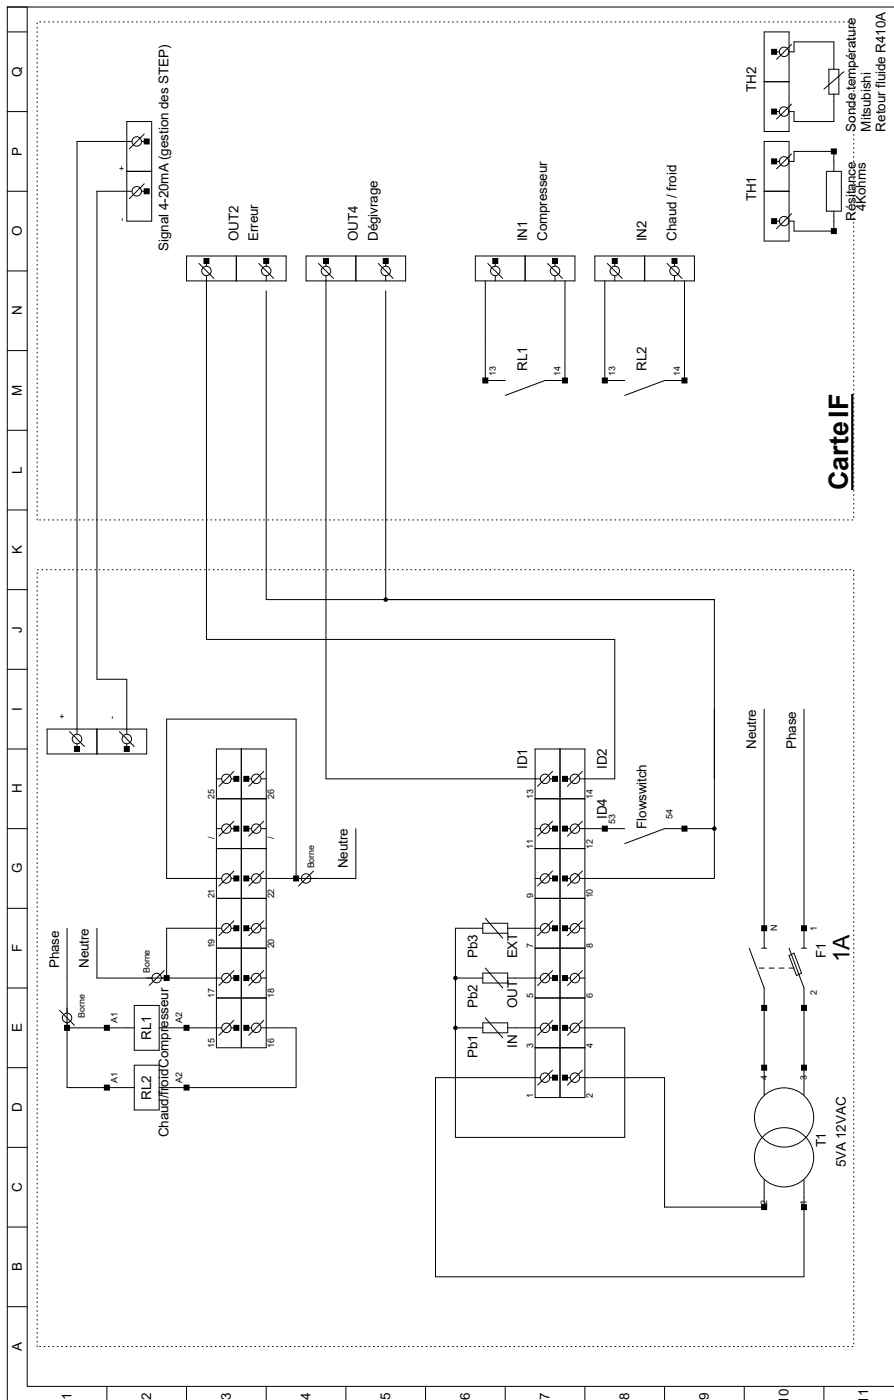 A B C D E F G H I J K L M N O P Q
1
2
3
4
5
6
7
8
9
10
11
Phase
Neutre
Borne
Borne
A1
RL1
A2
A1
RL2
A2
Compresseur
Chaud/froid
15 17 19 21 / 25
16 18 20 22 / 26
Borne
Neutre
+
-
-
+
Signal 4-20mA (gestion des STEP)
OUT2
Erreur
OUT4
Dégivrage
Pb1
IN
Pb2
OUT
Pb3
EXT
1 3 5 7 9 11 13
ID1
2 4 6 8 10 12 14
ID2
ID4
53
Flowswitch
54
13
RL1
14
IN1
Compresseur
13
RL2
14
IN2
Chaud / froid
2
1
T1
5VA 12VAC
4
3
N
2
1
F1
1A
Neutre
Phase
TH1
Résitance
4Kohms
TH2
Sonde température
Mitsubishi
Retour fluide R410A
Carte IF